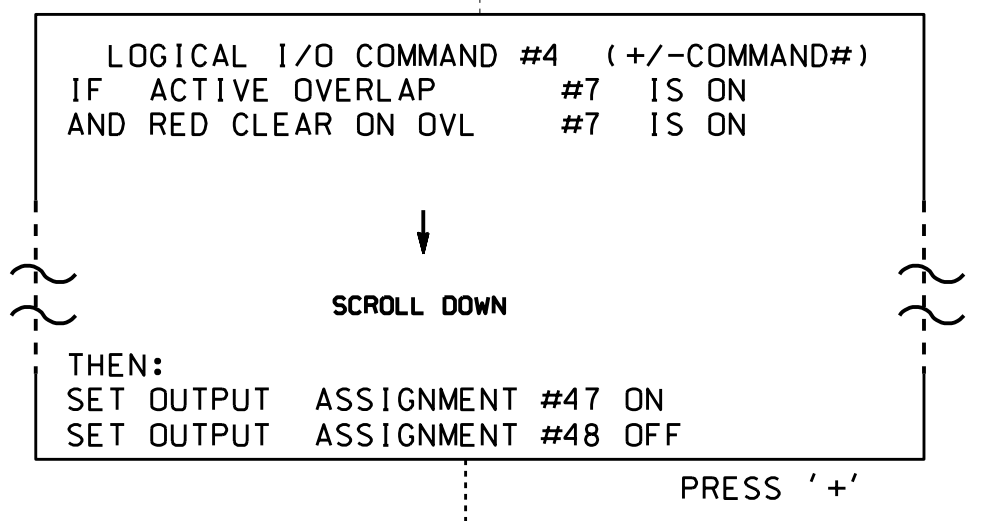 LOGICAL I/O COMMAND #4 (+/-COMMAND#)
IF ACTIVE OVERLAP #7 IS ON
AND RED CLEAR ON OVL #7 IS ON
SCROLL DOWN
THEN:
SET OUTPUT ASSIGNMENT #47 ON
SET OUTPUT ASSIGNMENT #48 OFF
PRESS '+'